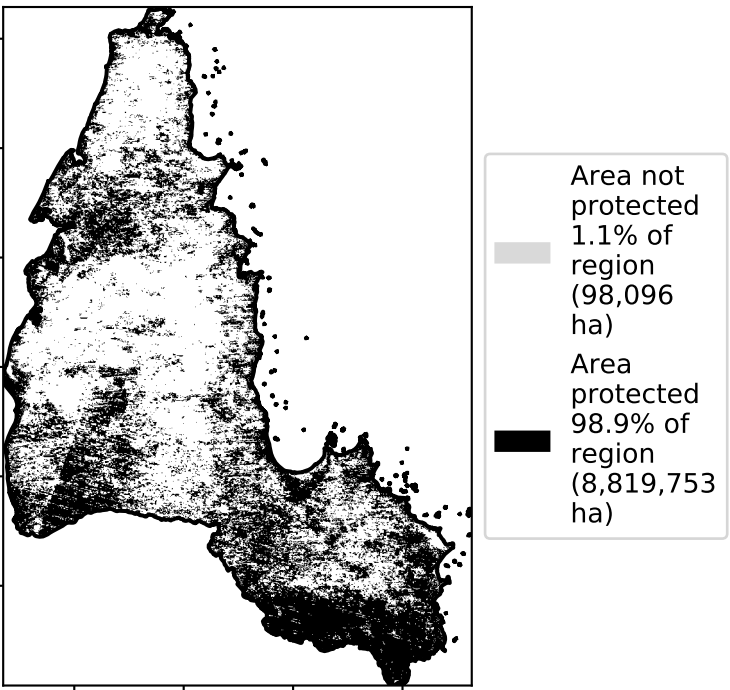 Area not
protected
1.1% of
region
(98,096
ha)
Area
protected
98.9% of
region
(8,819,753
ha)